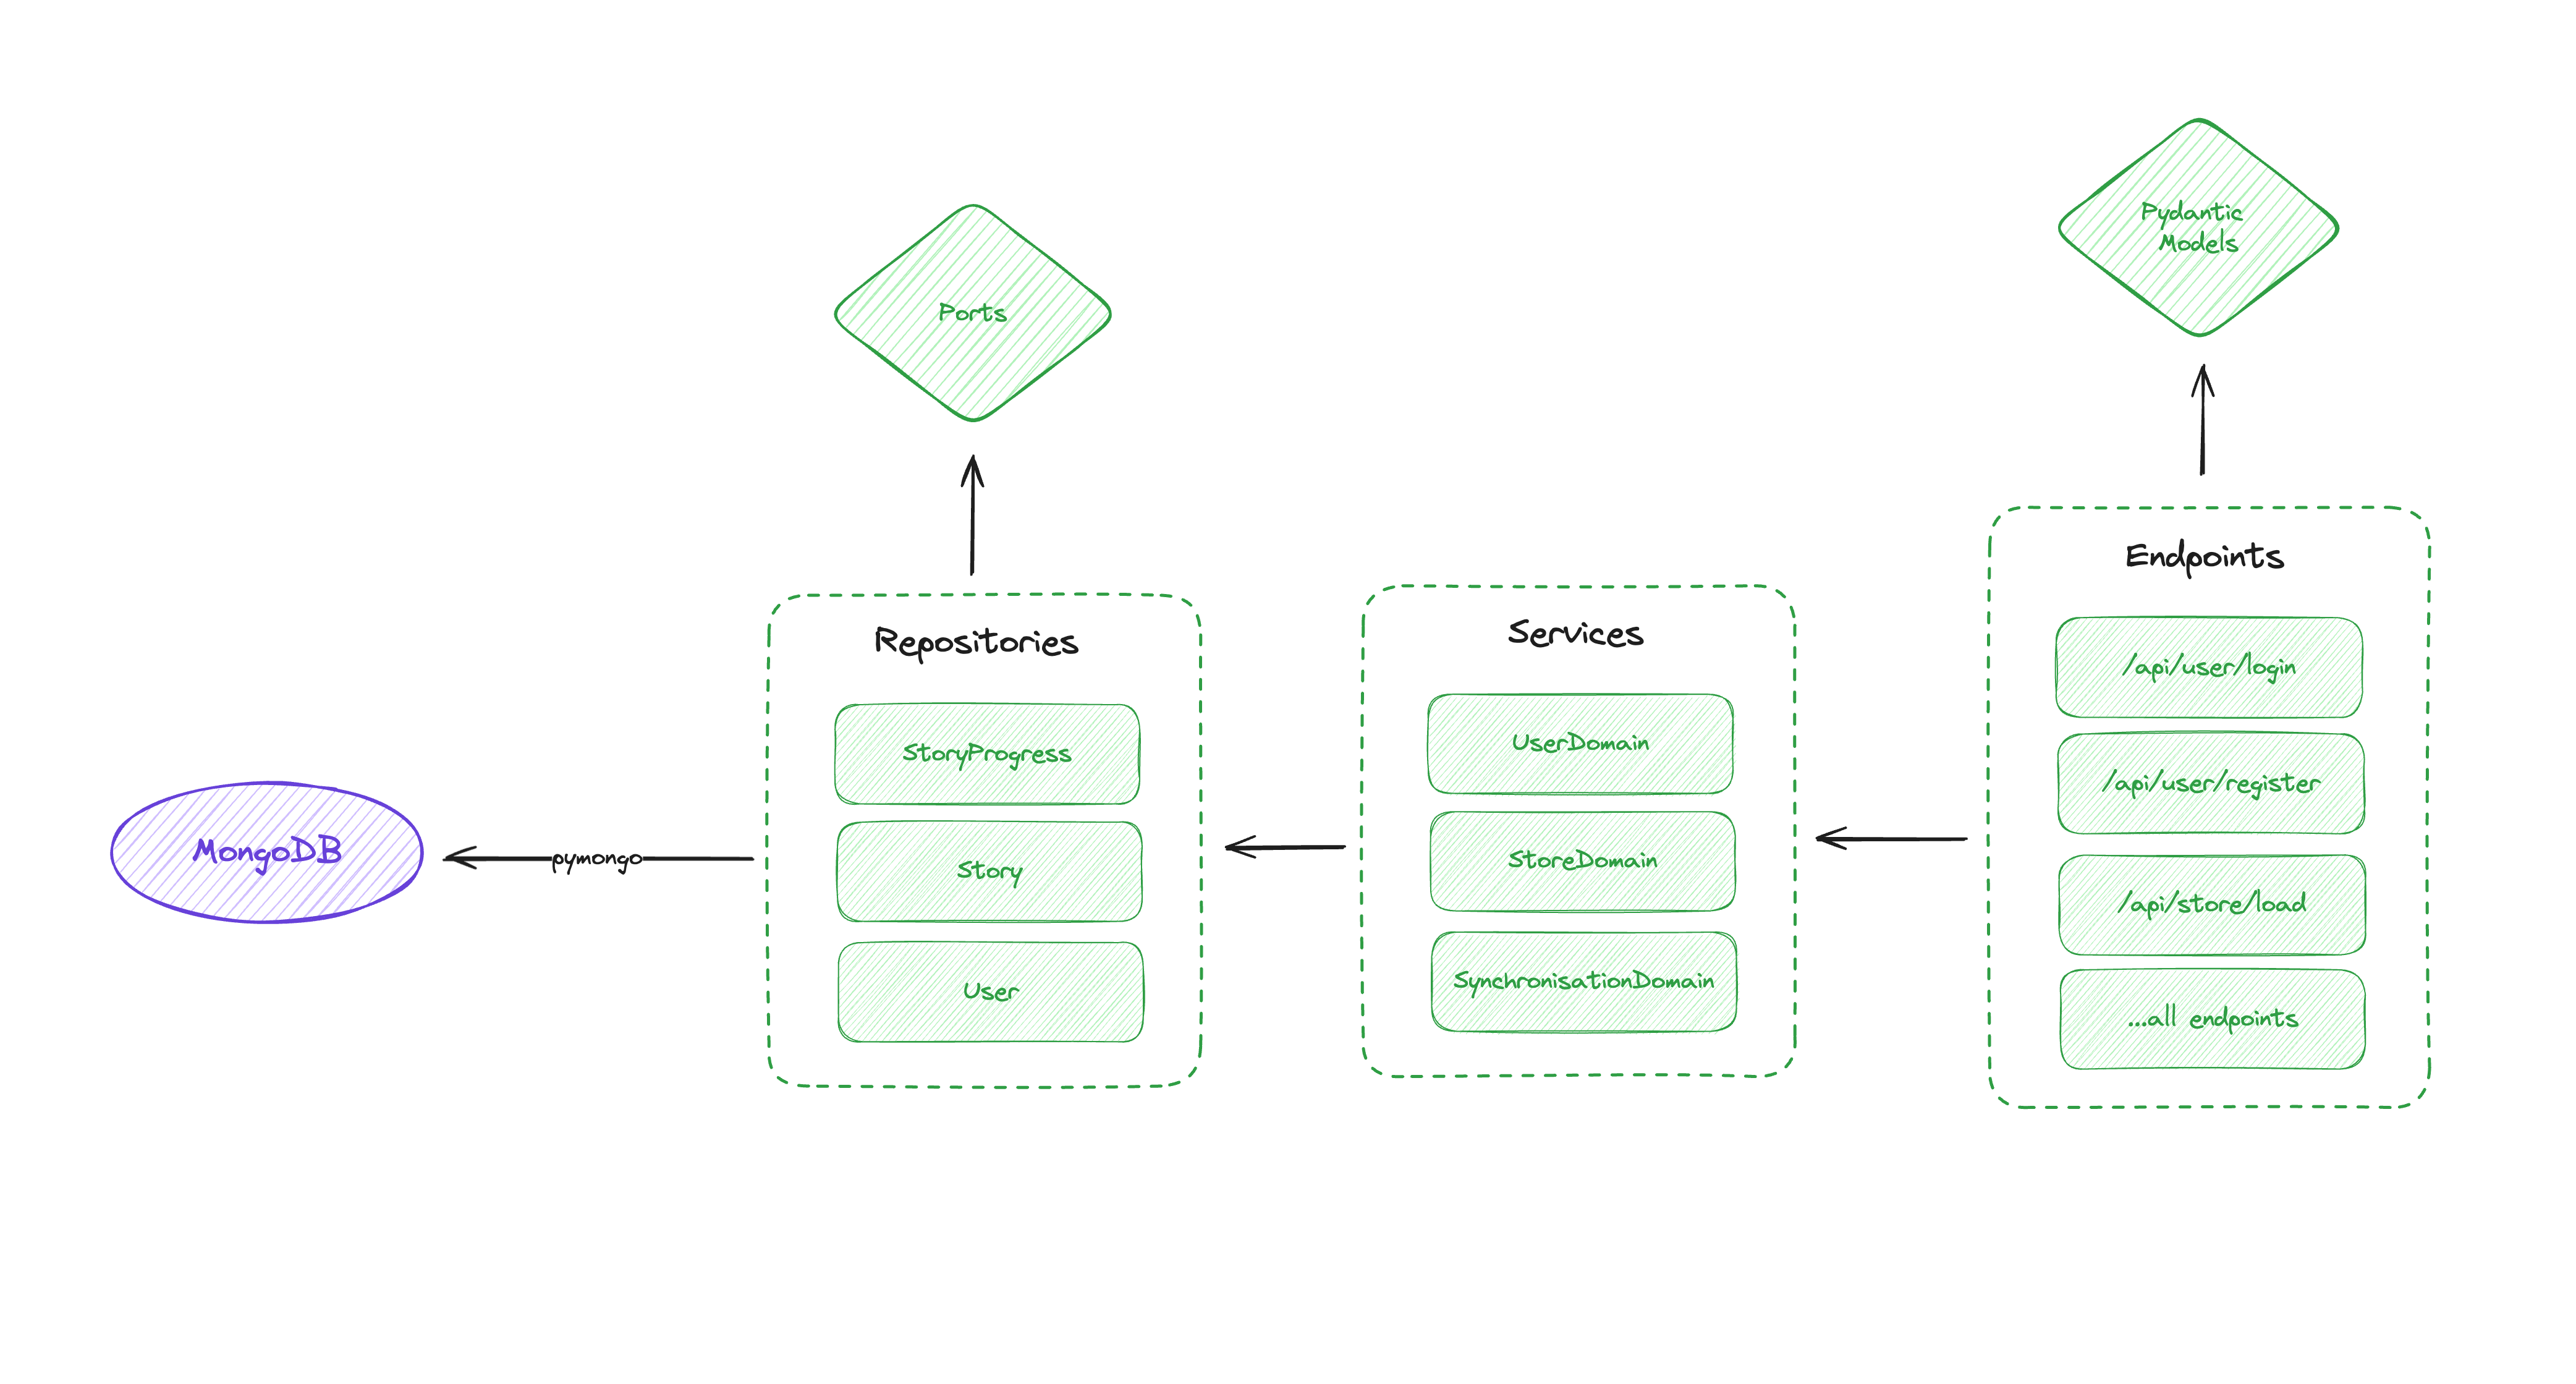 Pydantic
Models
Ports
Endpoints
/api/user/login
/api/user/register
/api/store/load
...all endpoints
Services
UserDomain
StoreDomain
SynchronisationDomain
Repositories
StoryProgress
Story
User
pymongo
MongoDB